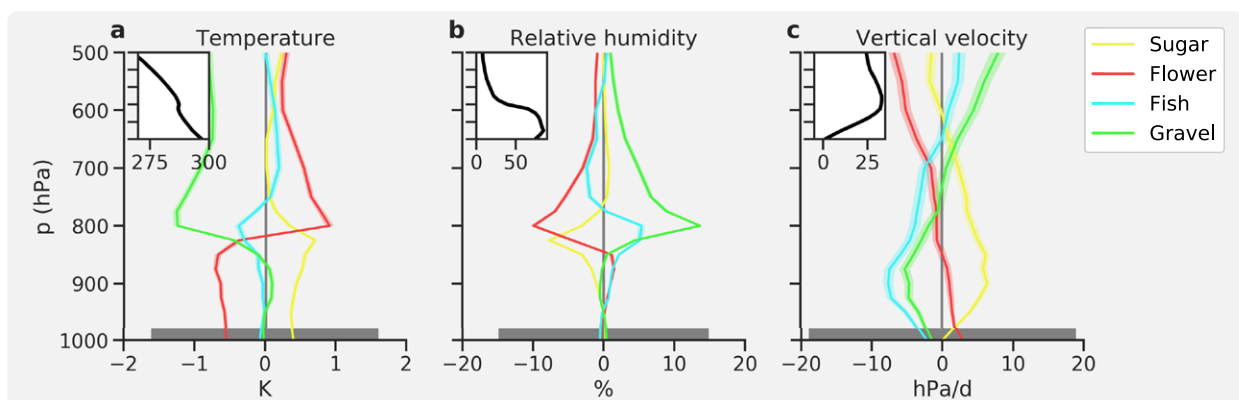 a Temperature
b Relative humidity
c Vertical velocity
p (hPa)
500
600
700
800
900
1000
275 300
−2 −1 0 1 2
K
0 50
−20 −10 0 10 20
%
0 25
−20 −10 0 10 20
hPa/d
Sugar
Flower
Fish
Gravel